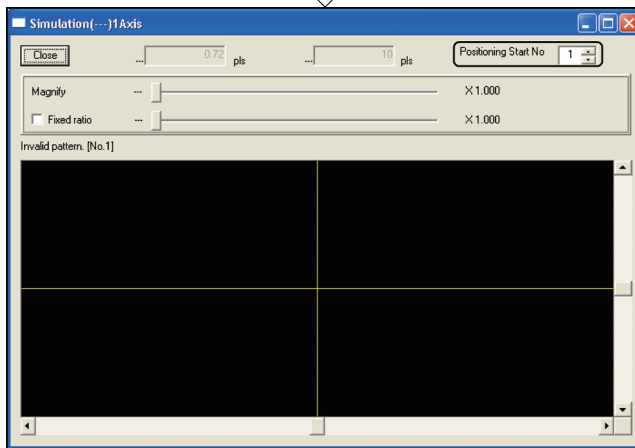 Simulation(---)1Axis
Close --- 0.72 pls --- 10 pls Positioning Start No 1
Magnify --- X 1.000
Fixed ratio --- X 1.000
Invalid pattern. [No.1]